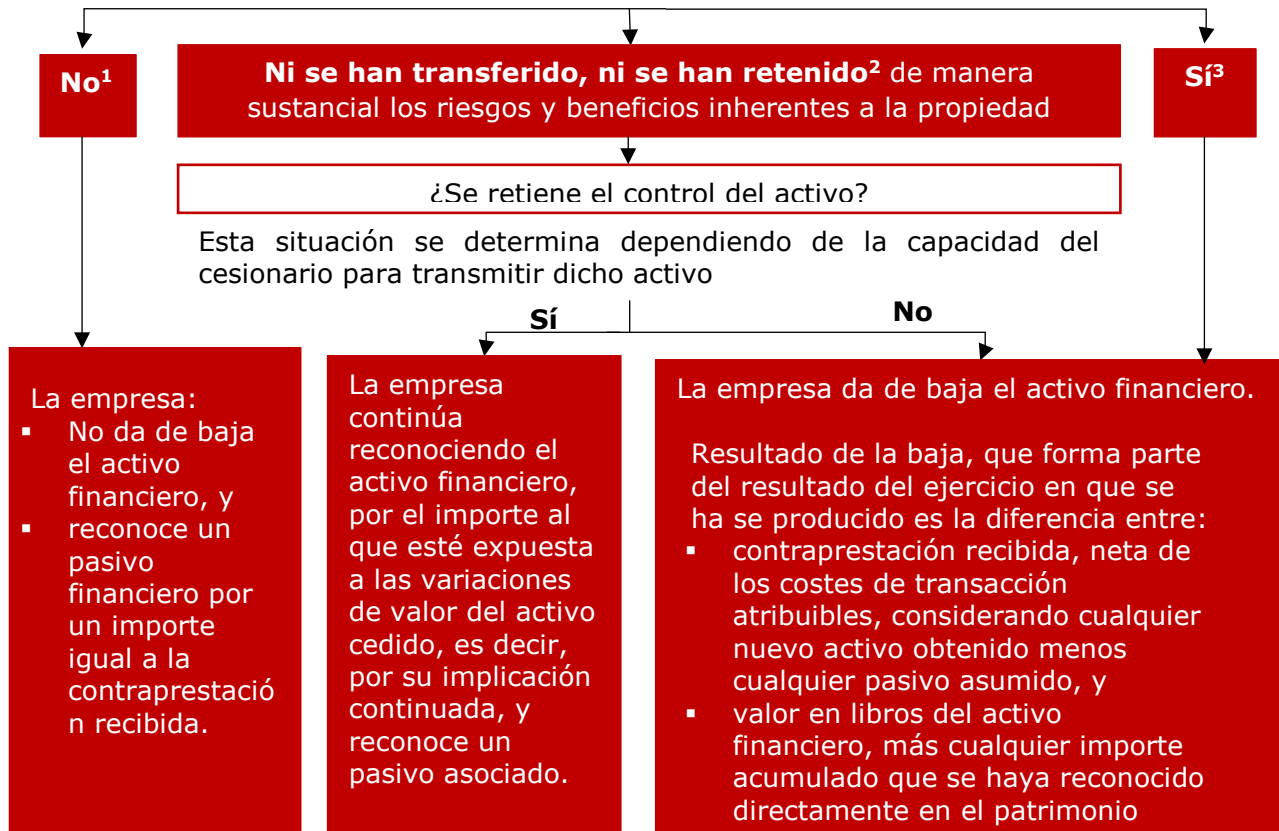 No¹
Ni se han transferido, ni se han retenido² de manera
sustancial los riesgos y beneficios inherentes a la propiedad
Sí³
¿Se retiene el control del activo?
Esta situación se determina dependiendo de la capacidad del
cesionario para transmitir dicho activo
Sí
No
La empresa:
▪ No da de baja
el activo
financiero, y
▪ reconoce un
pasivo
financiero por
un importe
igual a la
contraprestació
n recibida.
La empresa
continúa
reconociendo el
activo financiero,
por el importe al
que esté expuesta
a las variaciones
de valor del activo
cedido, es decir,
por su implicación
continuada, y
reconoce un
pasivo asociado.
La empresa da de baja el activo financiero.
Resultado de la baja, que forma parte
del resultado del ejercicio en que se
ha se producido es la diferencia entre:
▪ contraprestación recibida, neta de
los costes de transacción
atribuibles, considerando cualquier
nuevo activo obtenido menos
cualquier pasivo asumido, y
▪ valor en libros del activo
financiero, más cualquier importe
acumulado que se haya reconocido
directamente en el patrimonio